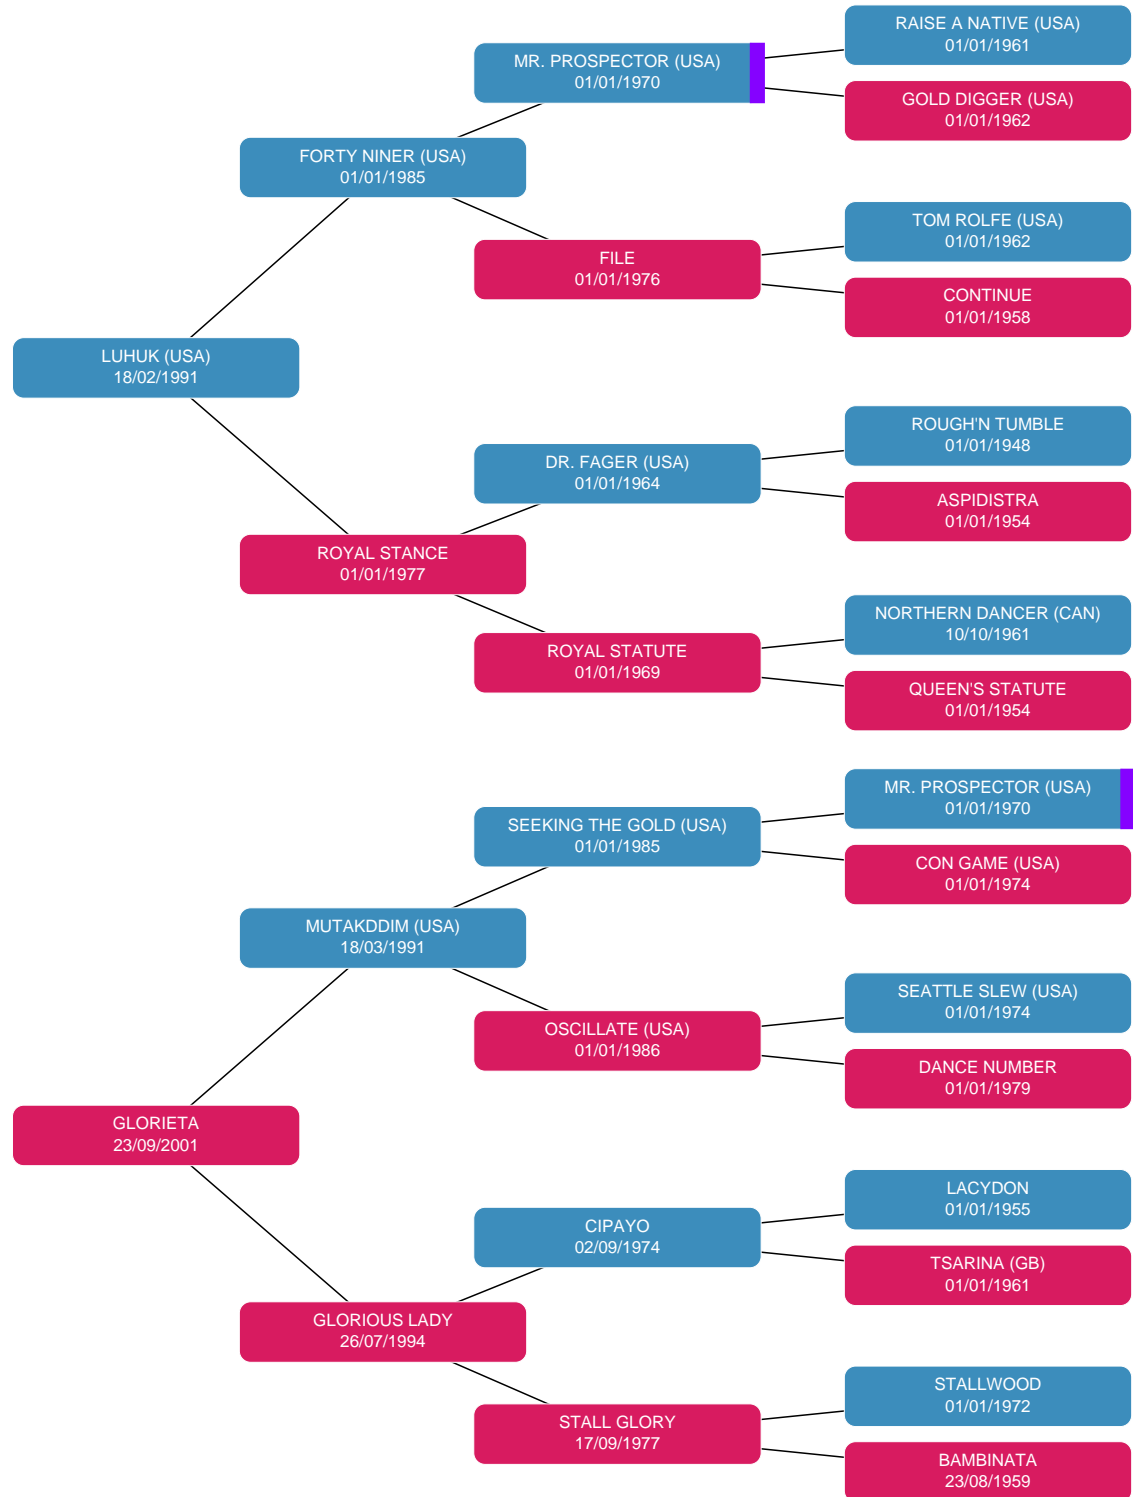 RAISE A NATIVE (USA)
01/01/1961
MR. PROSPECTOR (USA)
01/01/1970
GOLD DIGGER (USA)
01/01/1962
FORTY NINER (USA)
01/01/1985
TOM ROLFE (USA)
01/01/1962
FILE
01/01/1976
CONTINUE
01/01/1958
LUHUK (USA)
18/02/1991
ROUGH'N TUMBLE
01/01/1948
DR. FAGER (USA)
01/01/1964
ASPIDISTRA
01/01/1954
ROYAL STANCE
01/01/1977
NORTHERN DANCER (CAN)
10/10/1961
ROYAL STATUTE
01/01/1969
QUEEN'S STATUTE
01/01/1954
MR. PROSPECTOR (USA)
01/01/1970
SEEKING THE GOLD (USA)
01/01/1985
CON GAME (USA)
01/01/1974
MUTAKDDIM (USA)
18/03/1991
SEATTLE SLEW (USA)
01/01/1974
OSCILLATE (USA)
01/01/1986
DANCE NUMBER
01/01/1979
GLORIETA
23/09/2001
LACYDON
01/01/1955
CIPAYO
02/09/1974
TSARINA (GB)
01/01/1961
GLORIOUS LADY
26/07/1994
STALLWOOD
01/01/1972
STALL GLORY
17/09/1977
BAMBINATA
23/08/1959